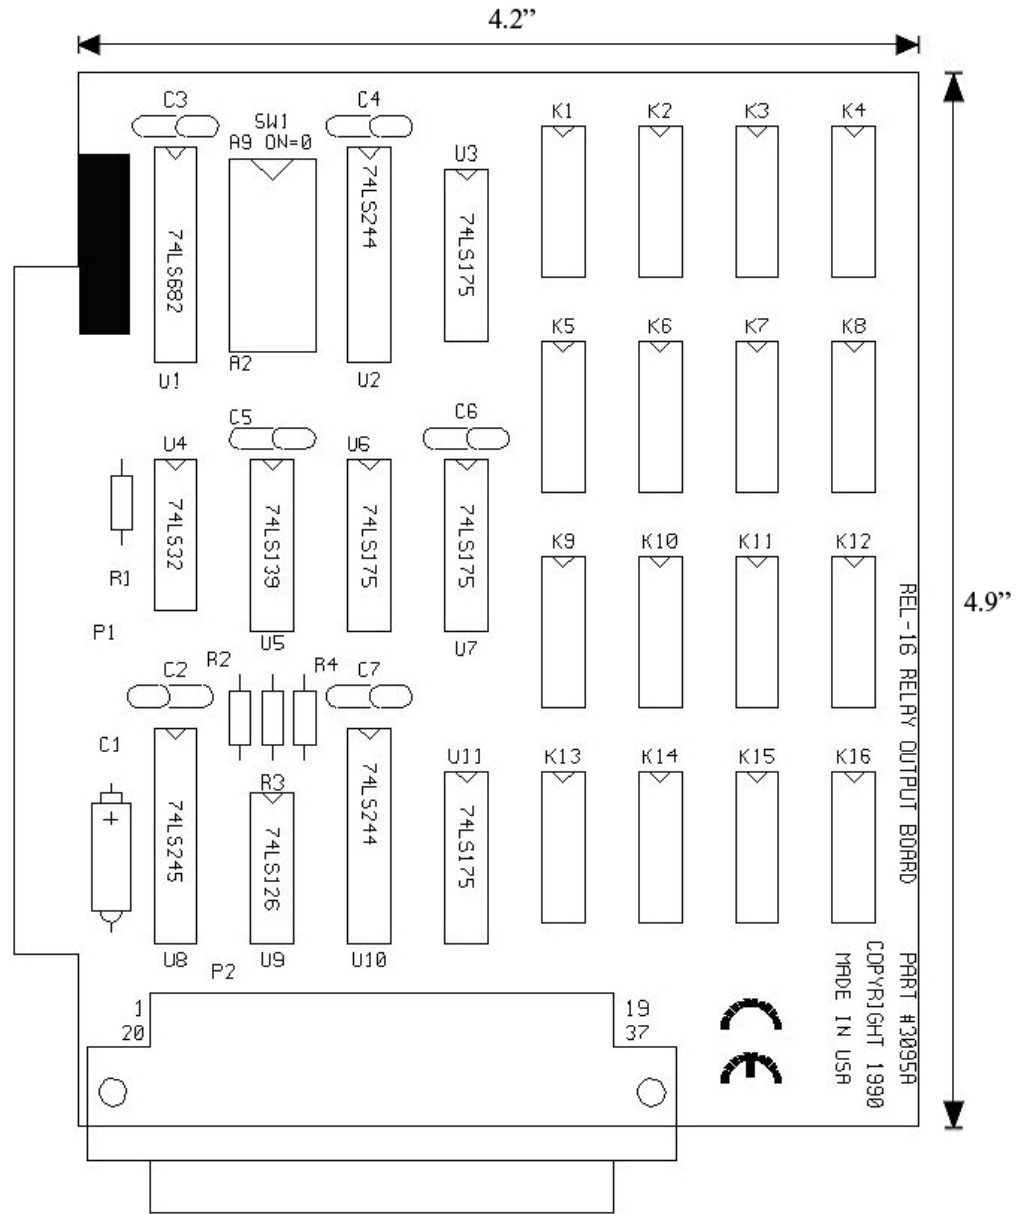 4.2”
C3
C4
SW1
A9 ON=0
K1
K2
K3
K4
U3
74LS682
74LS244
74LS175
A2
U1
U2
K5
K6
K7
K8
C5
C6
U4
U6
74LS32
74LS139
74LS175
74LS175
R1
P1
U5
U7
K9
K10
K11
K12
4.9”
REL-16 RELAY OUTPUT BOARD
R2
R4
C2
C7
C1
R3
U11
K13
K14
K15
K16
+
74LS245
74LS126
74LS244
74LS175
U8
P2
U9
U10
PART #3095A
COPYRIGHT 1990
MADE IN USA
1
20
19
37
CE